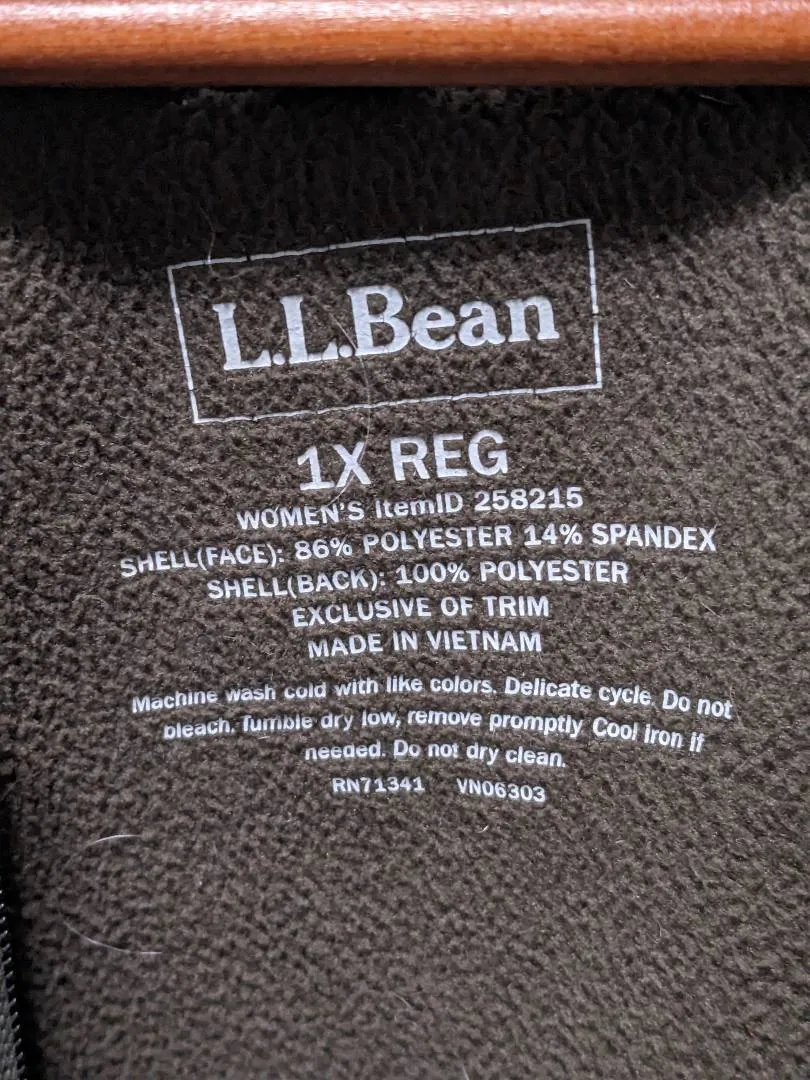 L.L.Bean
1X REG
WOMEN'S ItemID 258215
SHELL(FACE): 86% POLYESTER 14% SPANDEX
SHELL(BACK): 100% POLYESTER
EXCLUSIVE OF TRIM
MADE IN VIETNAM
Machine wash cold with like colors. Delicate cycle. Do not
bleach. Tumble dry low, remove promptly Cool iron if
needed. Do not dry clean.
RN71341 VN06303